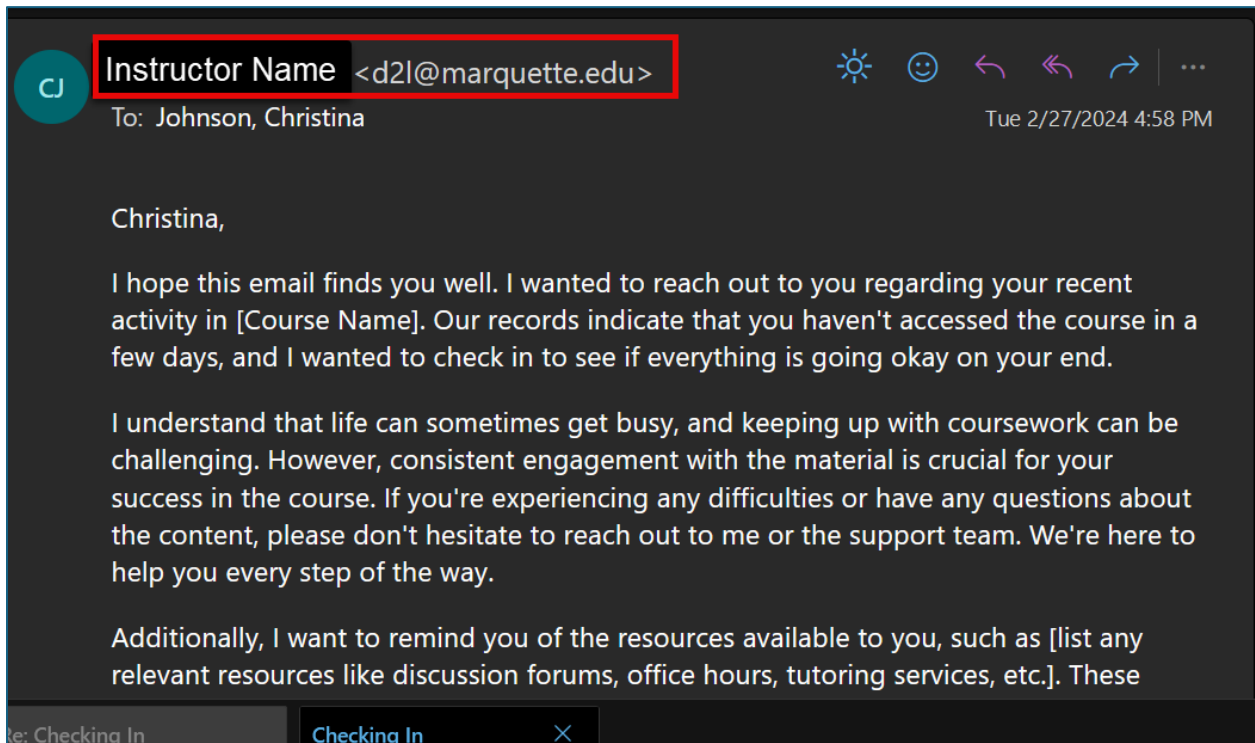 CJ
Instructor Name <d2l@marquette.edu>
To: Johnson, Christina
Tue 2/27/2024 4:58 PM
Christina,
I hope this email finds you well. I wanted to reach out to you regarding your recent
activity in [Course Name]. Our records indicate that you haven't accessed the course in a
few days, and I wanted to check in to see if everything is going okay on your end.
I understand that life can sometimes get busy, and keeping up with coursework can be
challenging. However, consistent engagement with the material is crucial for your
success in the course. If you're experiencing any difficulties or have any questions about
the content, please don't hesitate to reach out to me or the support team. We're here to
help you every step of the way.
Additionally, I want to remind you of the resources available to you, such as [list any
relevant resources like discussion forums, office hours, tutoring services, etc.]. These
Re: Checking In
Checking In